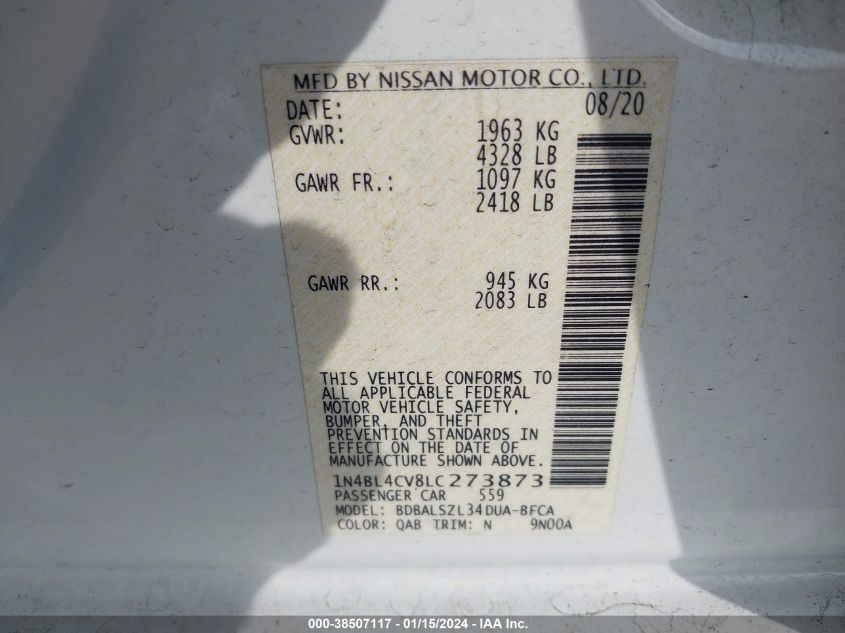 MFD BY NISSAN MOTOR CO., LTD.
DATE: 08/20
GVWR: 1963 KG
4328 LB
GAWR FR.: 1097 KG
2418 LB
GAWR RR.: 945 KG
2083 LB
THIS VEHICLE CONFORMS TO
ALL APPLICABLE FEDERAL
MOTOR VEHICLE SAFETY,
BUMPER, AND THEFT
PREVENTION STANDARDS IN
EFFECT ON THE DATE OF
MANUFACTURE SHOWN ABOVE.
1N4BL4CV8LC273873
PASSENGER CAR 559
MODEL: BDBALSZL34DUA-BFCA
COLOR: QAB TRIM: N 9N00A
000-38507117 - 01/15/2024 - IAA Inc.